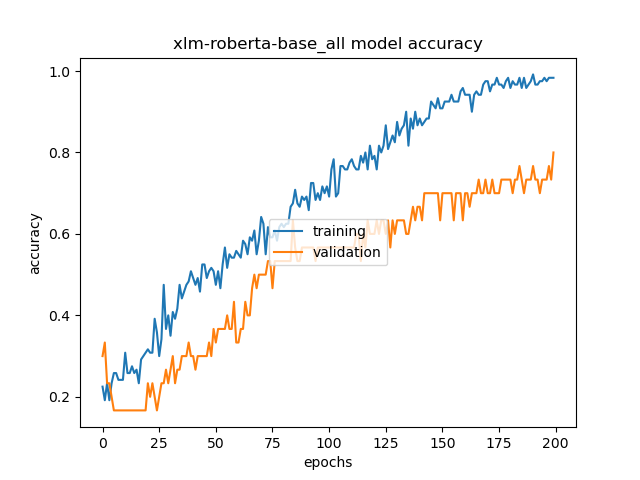 xlm-roberta-base_all model accuracy
1.0
0.8
0.6
0.4
0.2
accuracy
training
validation
0 25 50 75 100 125 150 175 200
epochs